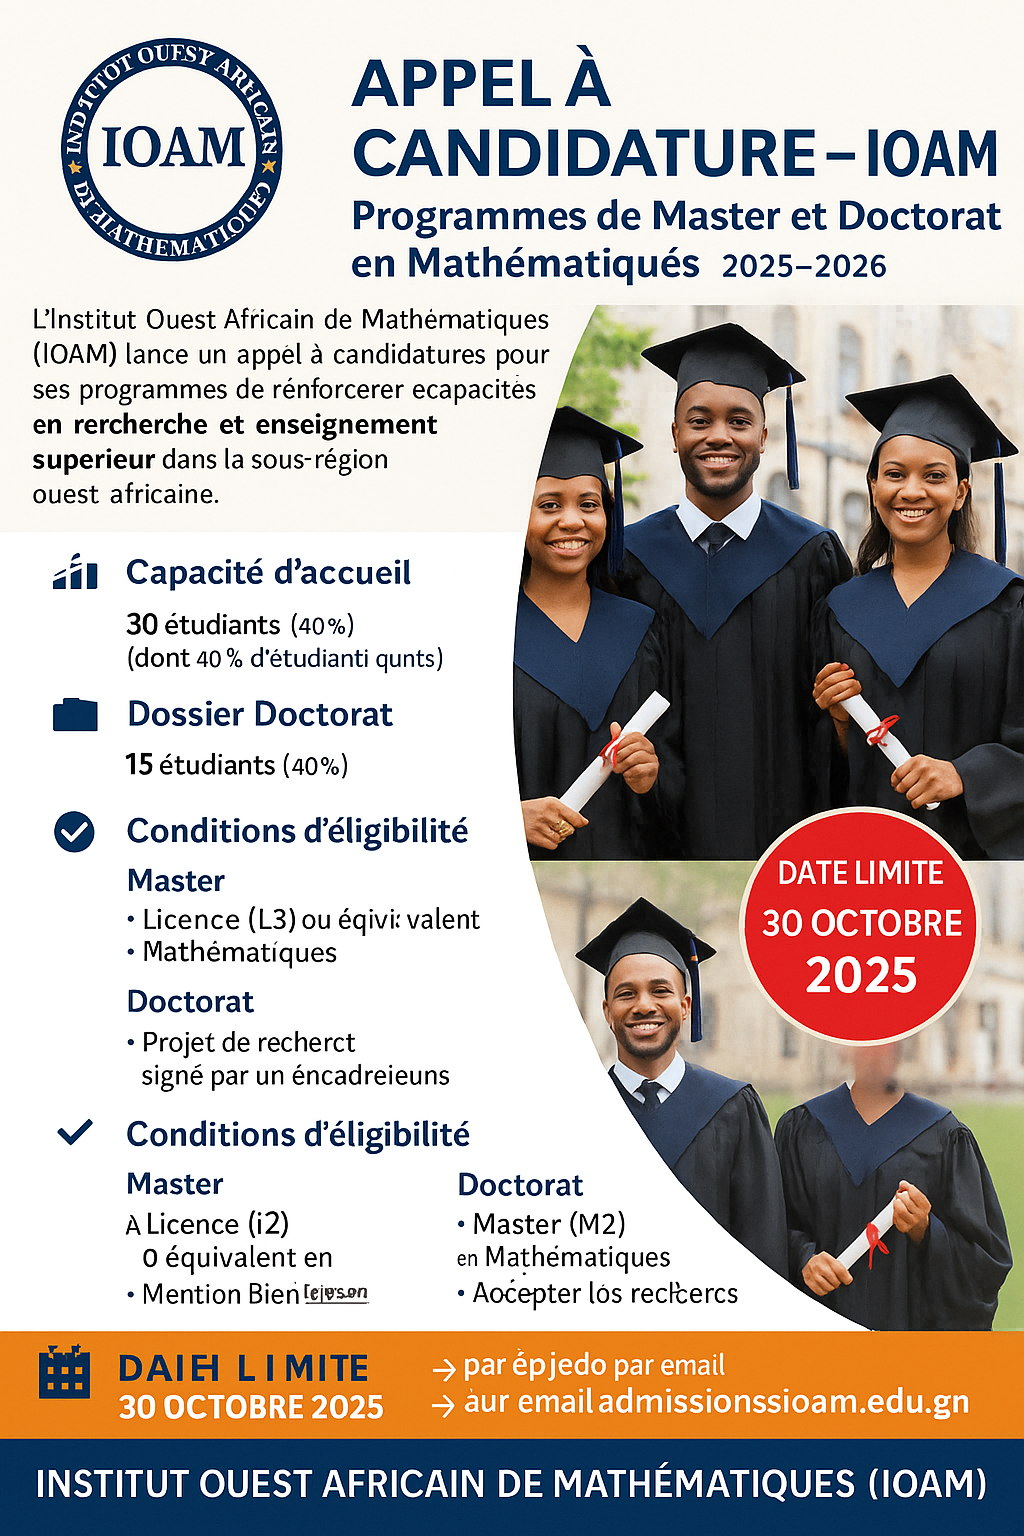 IOAM
APPEL À
CANDIDATURE – IOAM
Programmes de Master et Doctorat
en Mathématiqués 2025–2026
L'Institut Ouest Africain de Mathématiques
(IOAM) lance un appel à candidatures pour
ses programmes de rénforcerer ecapacités
en rercherche et enseignement
superieur dans la sous-région
ouest africaine.
Capacité d'accueil
30 étudiants (40%)
(dont 40 % d'étudianti qunts)
Dossier Doctorat
15 étudiants (40%)
Conditions d'éligibilité
Master
• Licence (L3) ou éqivi: valent
• Mathématiques
Doctorat
• Projet de recherct
signé par un éncadreieuns
Conditions d'éligibilité
Master
À Licence (i2)
O équivalent en
• Mention Bien
Doctorat
• Master (M2)
en Mathématiques
• Aocepter los rechcercs
DATE LIMITE
30 OCTOBRE
2025
DAIEH LIMITE
30 OCTOBRE 2025
→ par épjedo par email
→ àur email admissionssioam.edu.gn
INSTITUT OUEST AFRICAIN DE MATHÉMATIQUES (IOAM)